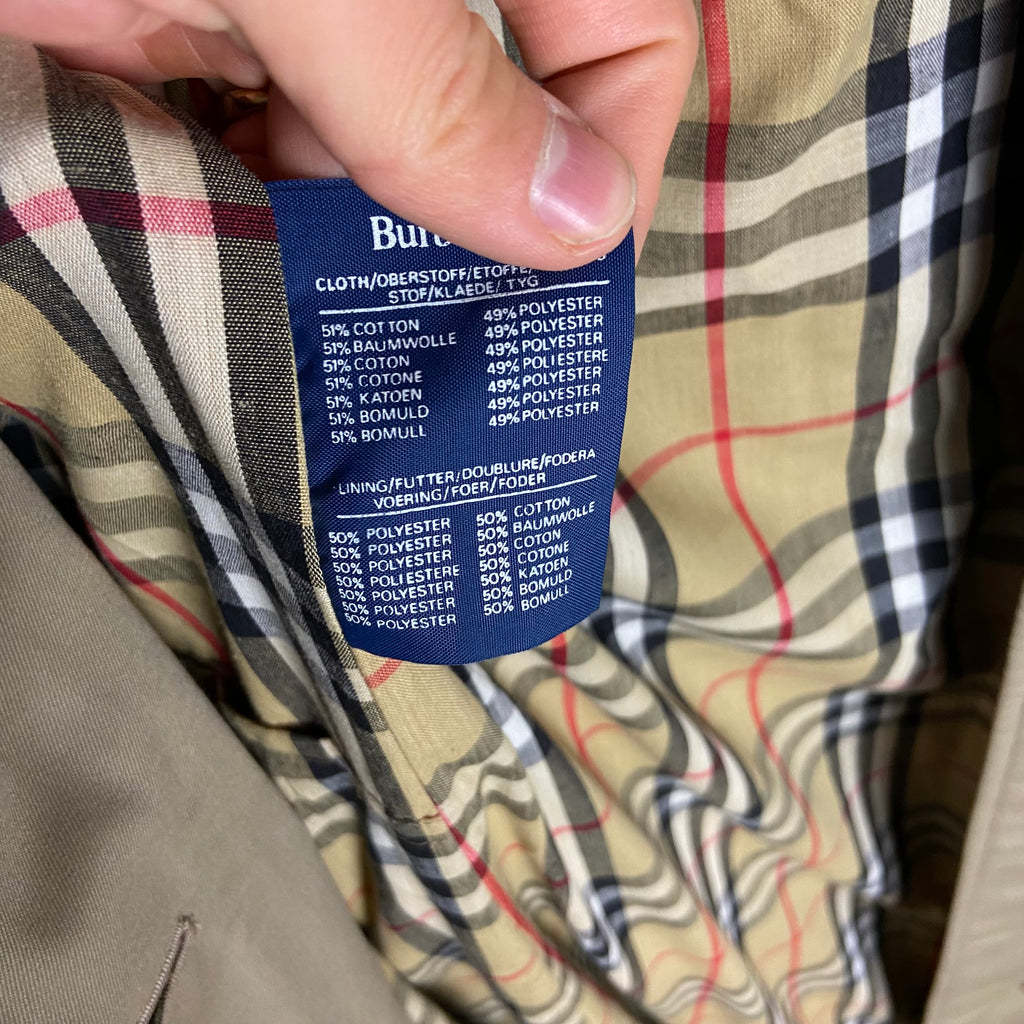 CLOTH/OBERSTOFF/ETOFFE
STOF/KLAEDE/TYG
51% COTTON 49% POLYESTER
51% BAUMWOLLE 49% POLYESTER
51% COTON 49% POLYESTER
51% COTONE 49% POLIESTERE
51% KATOEN 49% POLYESTER
51% BOMULD 49% POLYESTER
51% BOMULL 49% POLYESTER
LINING/FUTTER/DOUBLURE/FODERA
VOERING/FOER/FODER
50% POLYESTER 50% COTTON
50% POLYESTER 50% BAUMWOLLE
50% POLYESTER 50% COTON
50% POLIESTERE 50% COTONE
50% POLYESTER 50% KATOEN
50% POLYESTER 50% BOMULD
50% POLYESTER 50% BOMULL